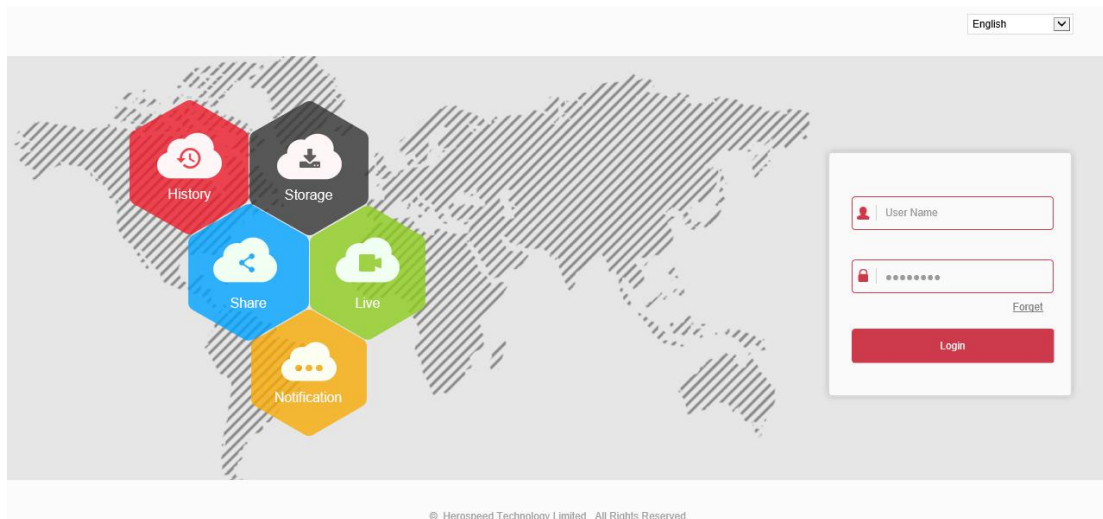 English
History
Storage
Share
Live
Notification
User Name
Forget
Login
© Herospeed Technology Limited All Rights Reserved.